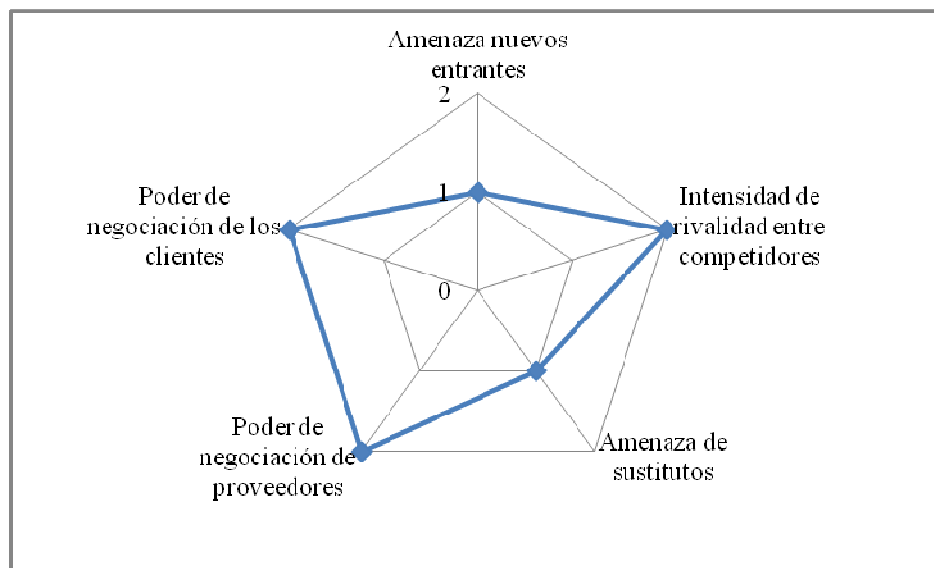 Amenaza nuevos
entrantes
2
Poder de
negociación de los
clientes
1
Intensidad de
rivalidad entre
competidores
0
Poder de
negociación de
proveedores
Amenaza de
sustitutos